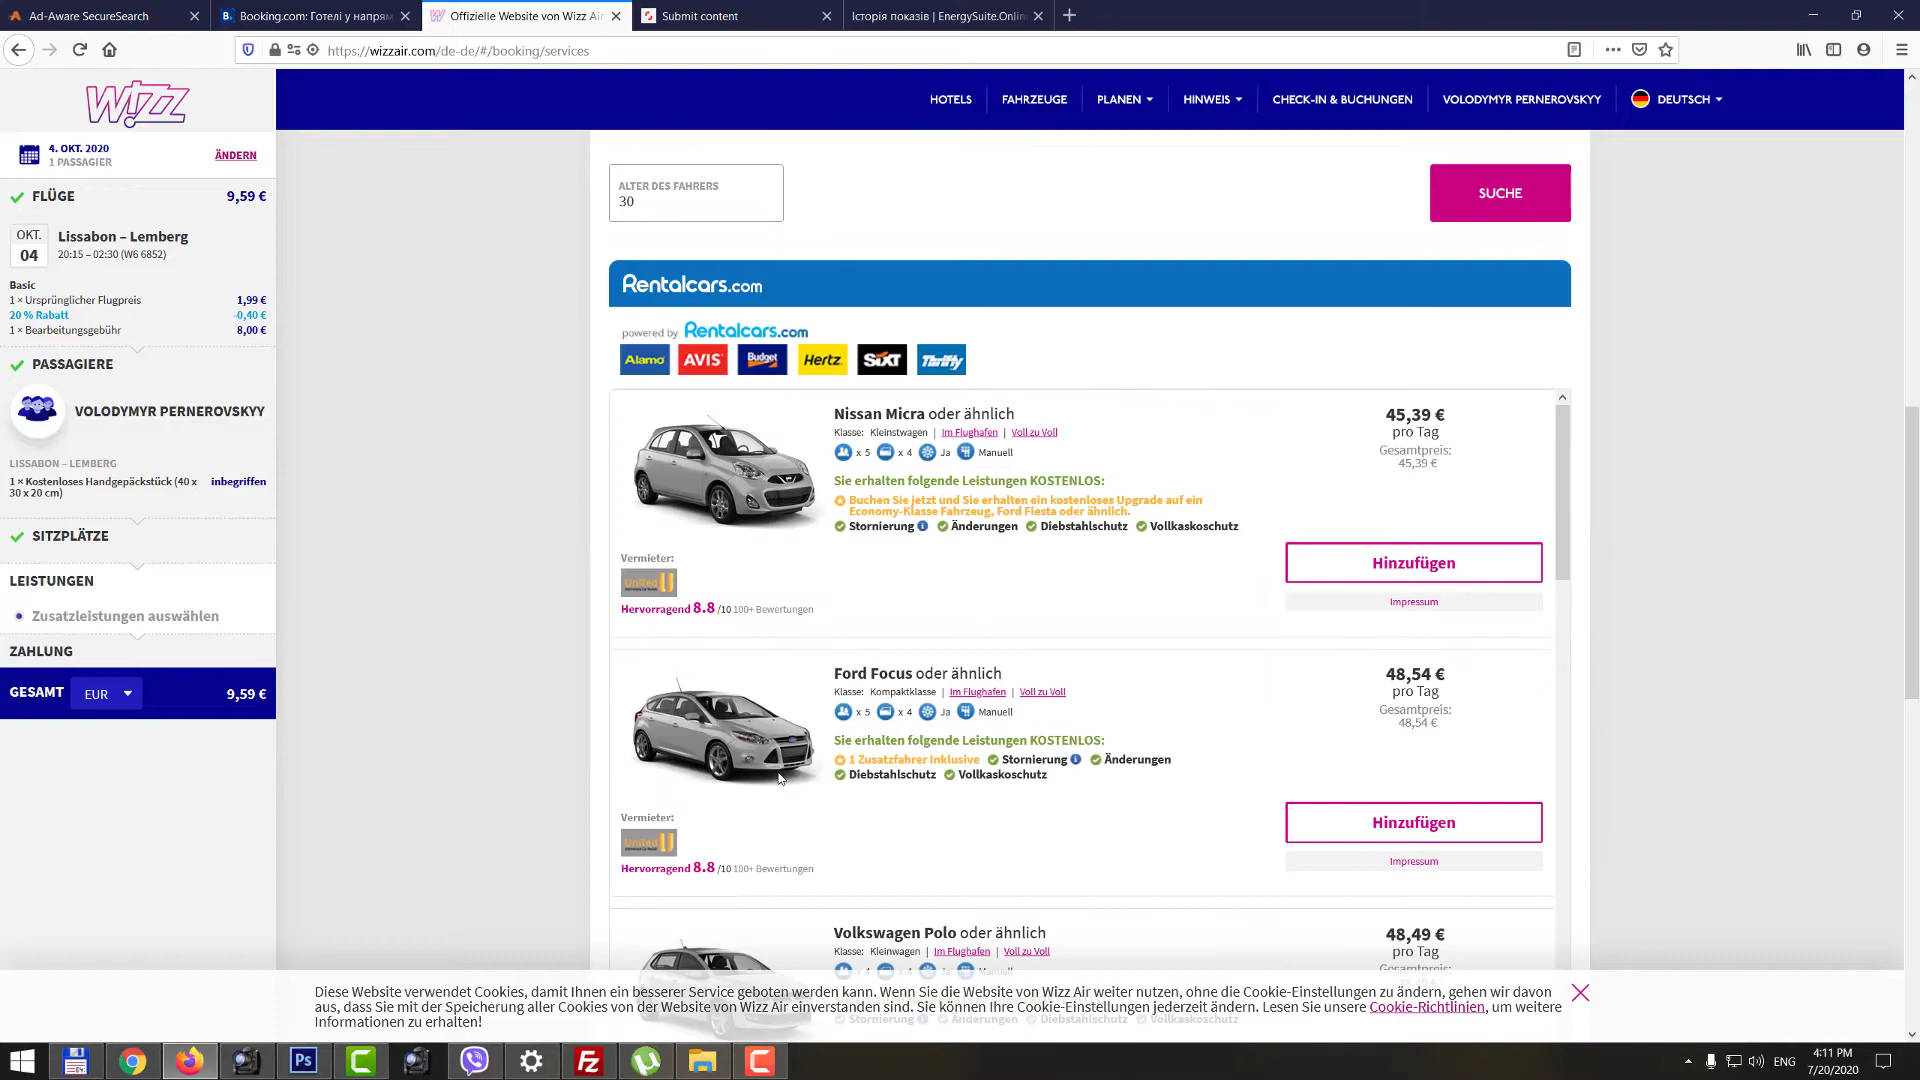 Ad-Aware SecureSearch
Booking.com: Готелі у напрям
Offizielle Website von Wizz Air
Submit content
Історія показів | EnergySuite.Onlin
https://wizzair.com/de-de/#/booking/services
WIZZ
HOTELS
FAHRZEUGE
PLANEN
HINWEIS
CHECK-IN & BUCHUNGEN
VOLODYMYR PERNEROVSKYY
DEUTSCH
4. OKT. 2020
1 PASSAGIER
ÄNDERN
FLÜGE 9,59 €
OKT.
04
Lissabon – Lemberg
20:15 – 02:30 (W6 6852)
Basic
1 × Ursprünglicher Flugpreis 1,99 €
20 % Rabatt -0,40 €
1 × Bearbeitungsgebühr 8,00 €
PASSAGIERE
VOLODYMYR PERNEROVSKYY
LISSABON – LEMBERG
1 × Kostenloses Handgepäckstück (40 x
30 x 20 cm)
inbegriffen
SITZPLÄTZE
LEISTUNGEN
Zusatzleistungen auswählen
ZAHLUNG
GESAMT EUR 9,59 €
ALTER DES FAHRERS
30
SUCHE
Rentalcars.com
powered by Rentalcars.com
Alamo AVIS Budget Hertz SIXT Thrifty
Nissan Micra oder ähnlich
Klasse: Kleinstwagen | Im Flughafen | Voll zu Voll
x 5 x 4 Ja Manuell
Sie erhalten folgende Leistungen KOSTENLOS:
Buchen Sie jetzt und Sie erhalten ein kostenloses Upgrade auf ein
Economy-Klasse Fahrzeug, Ford Fiesta oder ähnlich.
Stornierung Änderungen Diebstahlschutz Vollkaskoschutz
45,39 €
pro Tag
Gesamtpreis:
45,39 €
Vermieter:
United
Hervorragend 8.8 /10 100+ Bewertungen
Hinzufügen
Impressum
Ford Focus oder ähnlich
Klasse: Kompaktklasse | Im Flughafen | Voll zu Voll
x 5 x 4 Ja Manuell
Sie erhalten folgende Leistungen KOSTENLOS:
1 Zusatzfahrer Inklusive Stornierung Änderungen
Diebstahlschutz Vollkaskoschutz
48,54 €
pro Tag
Gesamtpreis:
48,54 €
Vermieter:
United
Hervorragend 8.8 /10 100+ Bewertungen
Hinzufügen
Impressum
Volkswagen Polo oder ähnlich
Klasse: Kleinwagen | Im Flughafen | Voll zu Voll
x 4 x 4 Ja Manuell
48,49 €
pro Tag
Gesamtpreis:
Stornierung Änderungen Diebstahlschutz Vollkaskoschutz
Diese Website verwendet Cookies, damit Ihnen ein besserer Service geboten werden kann. Wenn Sie die Website von Wizz Air weiter nutzen, ohne die Cookie-Einstellungen zu ändern, gehen wir davon
aus, dass Sie mit der Speicherung aller Cookies von der Website von Wizz Air einverstanden sind. Sie können Ihre Cookie-Einstellungen jederzeit ändern. Lesen Sie unsere Cookie-Richtlinien, um weitere
Informationen zu erhalten!
Ps
Fz
ENG
4:11 PM
7/20/2020